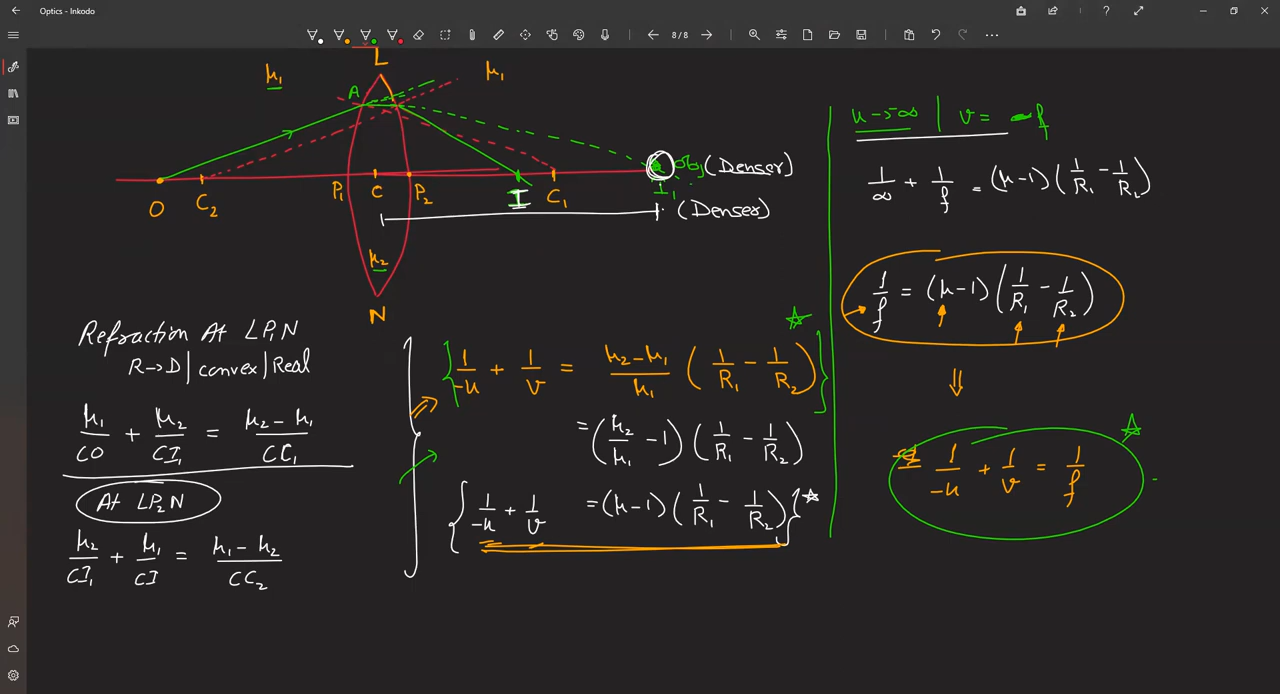 Optics - Inkodo
8/8
L
μ₁
μ₁
A
Obj (Denser)
O
C₂
P₁
C
P₂
I
C₁
I₁
(Denser)
μ₂
N
Refraction At LP₁N
R→D | convex | Real
μ₁/CO + μ₂/CI₁ = μ₂-μ₁/CC₁
At LP₂N
μ₂/CI₁ + μ₁/CI = μ₁-μ₂/CC₂
1/-u + 1/v = μ₂-μ₁/μ₁ (1/R₁ - 1/R₂)
= (μ₂/μ₁ - 1) (1/R₁ - 1/R₂)
1/-u + 1/v = (μ-1) (1/R₁ - 1/R₂)
u→∞ | v = f
1/∞ + 1/f = (μ-1) (1/R₁ - 1/R₂)
1/f = (μ-1) (1/R₁ - 1/R₂)
1/-u + 1/v = 1/f